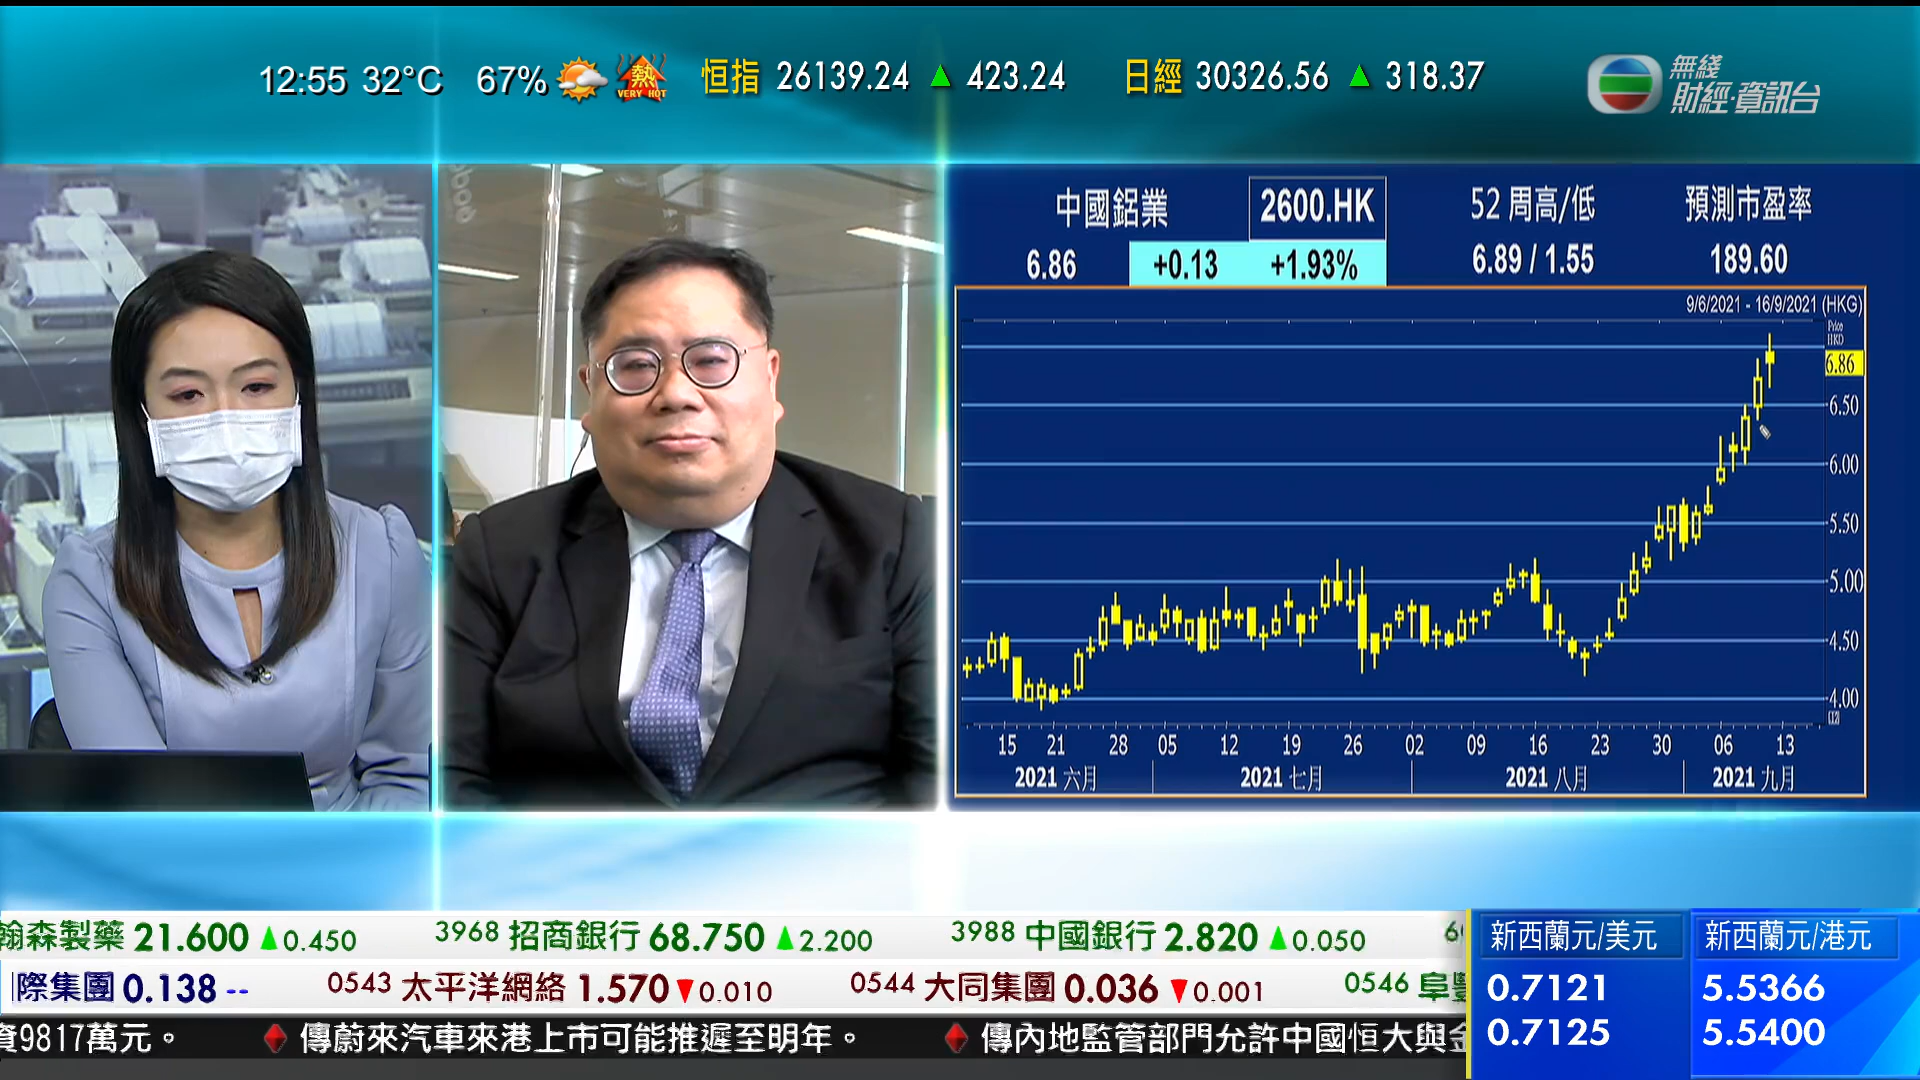 12:55 32°C 67% 熱 VERY HOT 恒指 26139.24 ▲ 423.24 日經 30326.56 ▲ 318.37
無綫
財經·資訊台
中國鋁業 2600.HK 52 周高/低 預測市盈率
6.86 +0.13 +1.93% 6.89 / 1.55 189.60
9/6/2021 - 16/9/2021 (HKG)
Price
HKD
6.86
6.50
6.00
5.50
5.00
4.50
4.00
15 21 28 05 12 19 26 02 09 16 23 30 06 13
2021 六月 2021 七月 2021 八月 2021 九月
翰森製藥 21.600 ▲ 0.450 3968 招商銀行 68.750 ▲ 2.200 3988 中國銀行 2.820 ▲ 0.050
際集團 0.138 -- 0543 太平洋網絡 1.570 ▼ 0.010 0544 大同集團 0.036 ▼ 0.001 0546 阜
資9817萬元。 ♦ 傳蔚來汽車來港上市可能推遲至明年。 ♦ 傳內地監管部門允許中國恒大與
新西蘭元/美元 新西蘭元/港元
0.7121 5.5366
0.7125 5.5400